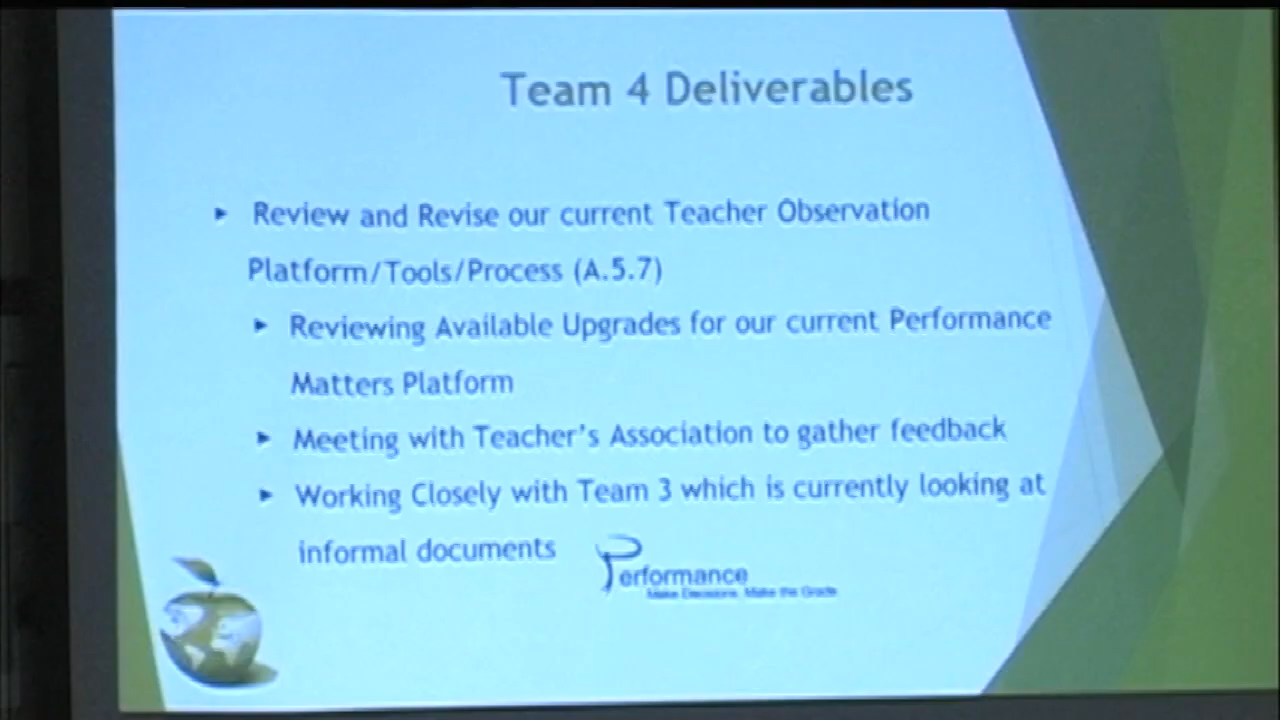 Team 4 Deliverables
▸ Review and Revise our current Teacher Observation
Platform/Tools/Process (A.5.7)
▸ Reviewing Available Upgrades for our current Performance
Matters Platform
▸ Meeting with Teacher's Association to gather feedback
▸ Working Closely with Team 3 which is currently looking at
informal documents
Performance
Make Decisions. Make the Grade